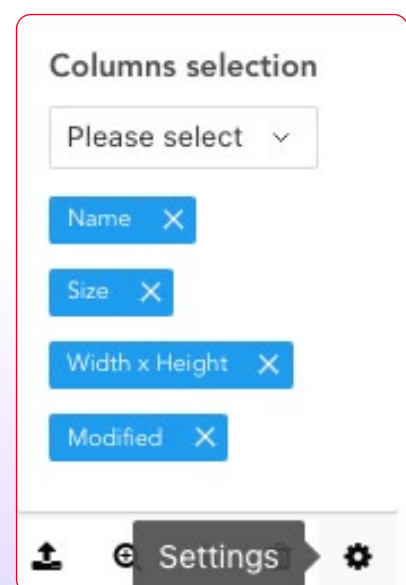 Columns selection
Please select
Name
Size
Width x Height
Modified
Settings